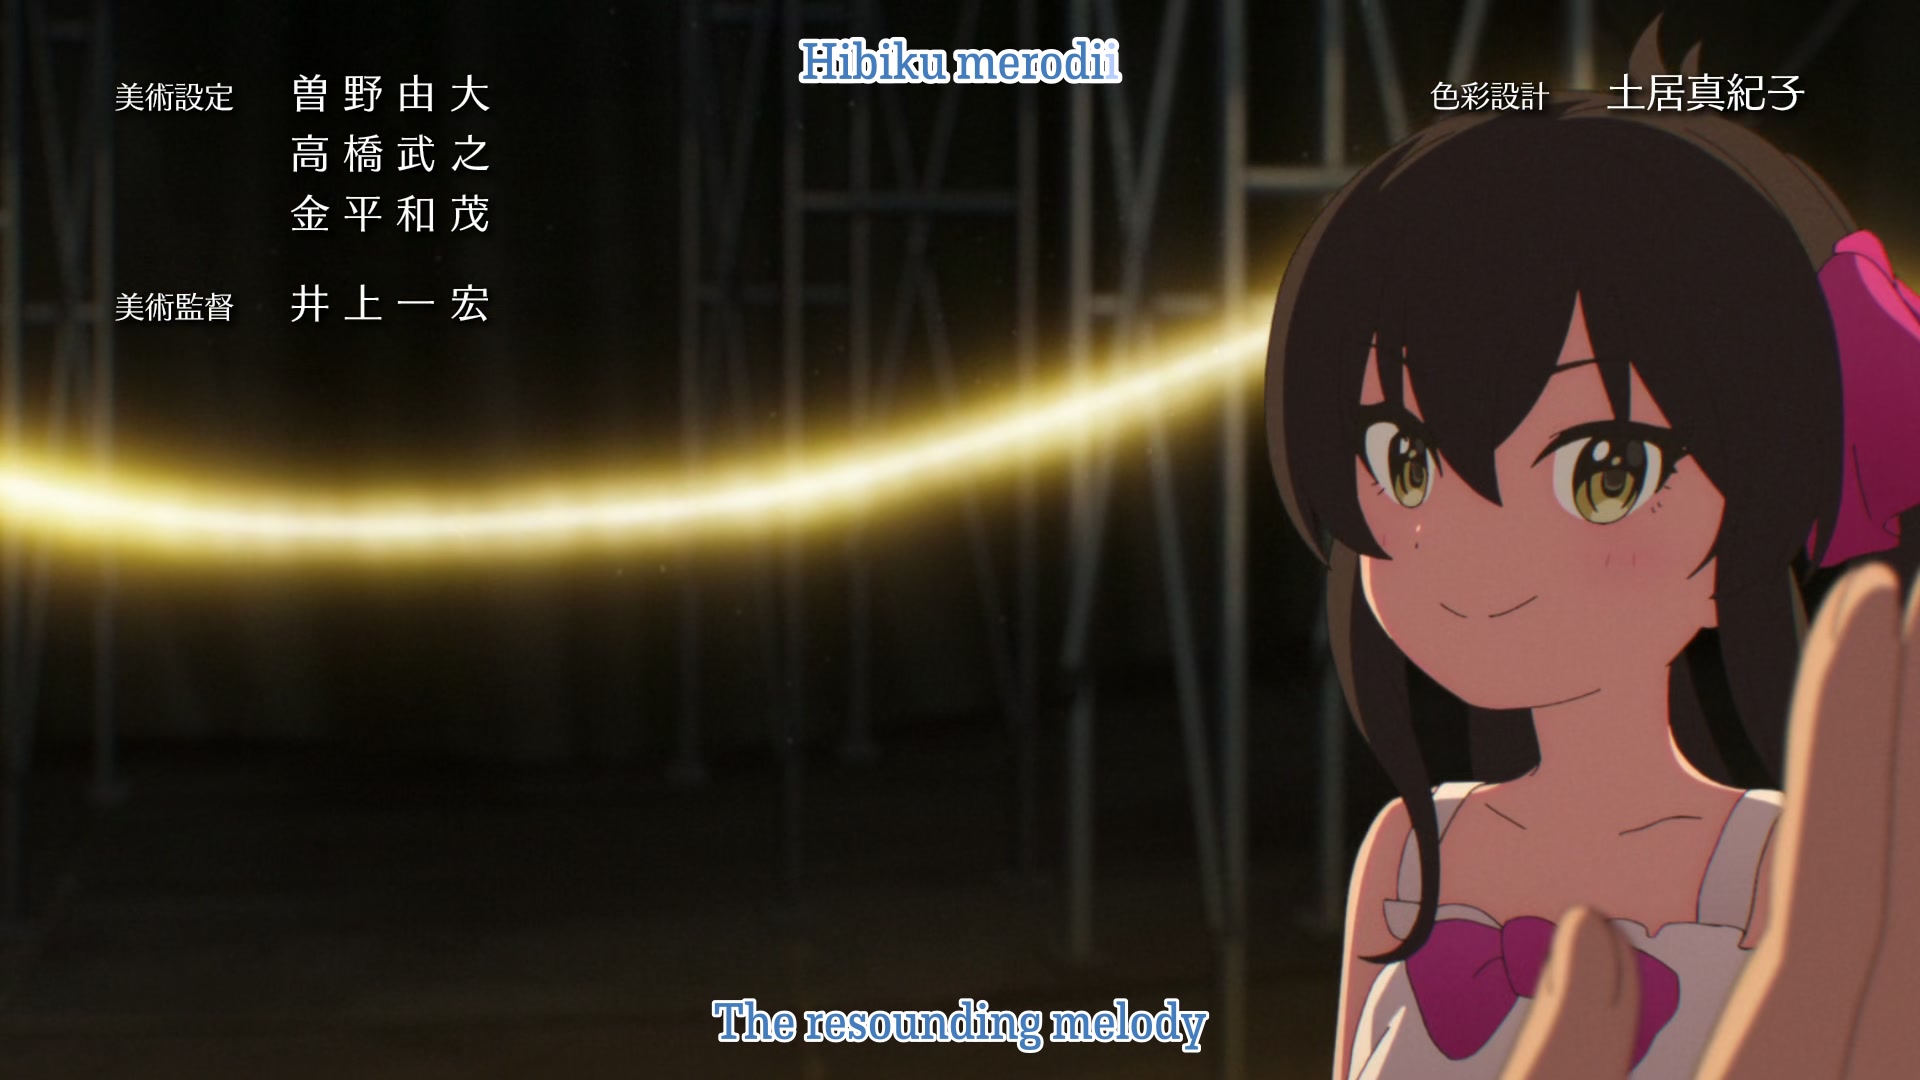 Hibiku merodii
美術設定 曽野由大
高橋武之
金平和茂
美術監督 井上一宏
色彩設計 土居真紀子
The resounding melody